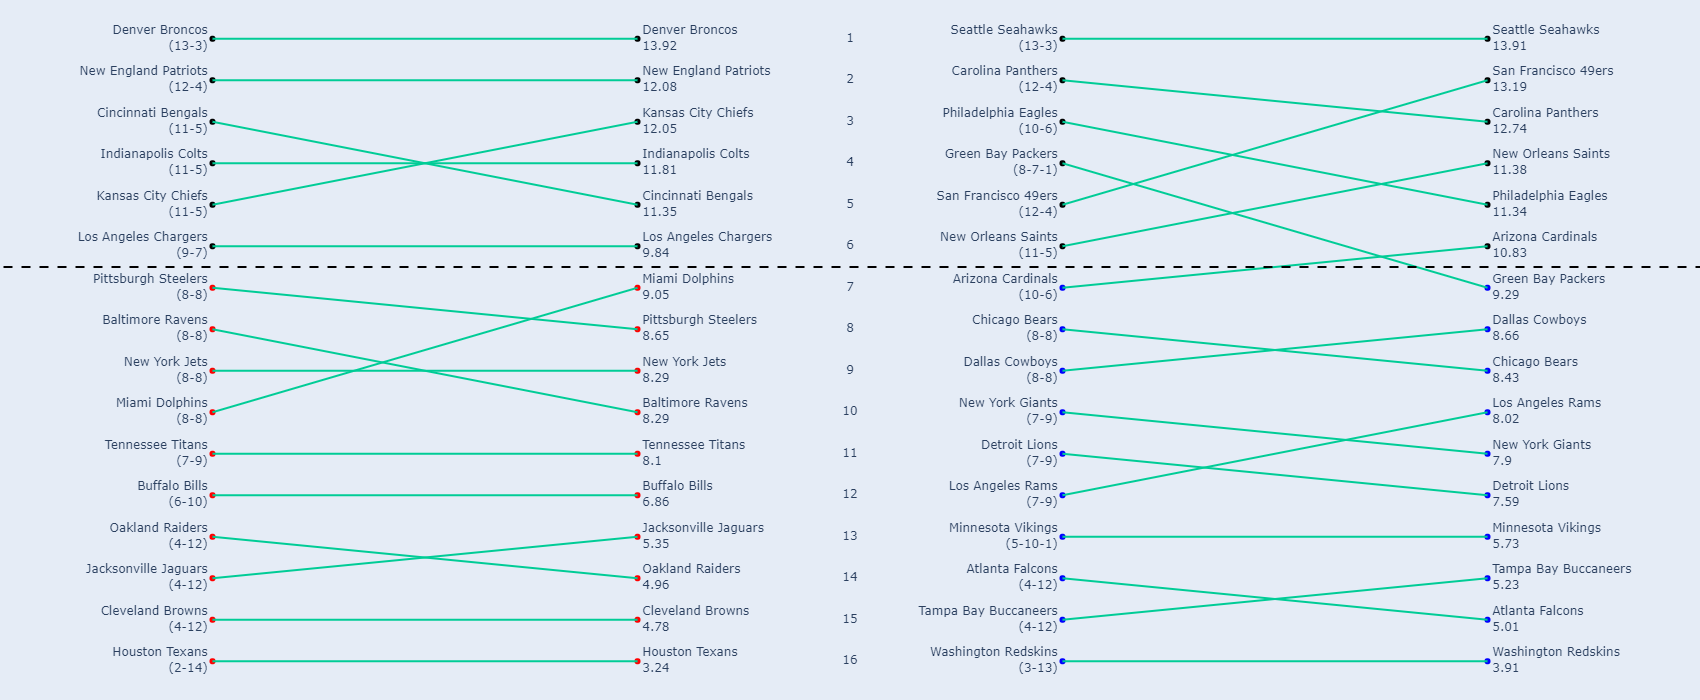 Denver Broncos
(13-3)
Denver Broncos
13.92
1
Seattle Seahawks
(13-3)
Seattle Seahawks
13.91
New England Patriots
(12-4)
New England Patriots
12.08
2
Carolina Panthers
(12-4)
San Francisco 49ers
13.19
Cincinnati Bengals
(11-5)
Kansas City Chiefs
12.05
3
Philadelphia Eagles
(10-6)
Carolina Panthers
12.74
Indianapolis Colts
(11-5)
Indianapolis Colts
11.81
4
Green Bay Packers
(8-7-1)
New Orleans Saints
11.38
Kansas City Chiefs
(11-5)
Cincinnati Bengals
11.35
5
San Francisco 49ers
(12-4)
Philadelphia Eagles
11.34
Los Angeles Chargers
(9-7)
Los Angeles Chargers
9.84
6
New Orleans Saints
(11-5)
Arizona Cardinals
10.83
Pittsburgh Steelers
(8-8)
Miami Dolphins
9.05
7
Arizona Cardinals
(10-6)
Green Bay Packers
9.29
Baltimore Ravens
(8-8)
Pittsburgh Steelers
8.65
8
Chicago Bears
(8-8)
Dallas Cowboys
8.66
New York Jets
(8-8)
New York Jets
8.29
9
Dallas Cowboys
(8-8)
Chicago Bears
8.43
Miami Dolphins
(8-8)
Baltimore Ravens
8.29
10
New York Giants
(7-9)
Los Angeles Rams
8.02
Tennessee Titans
(7-9)
Tennessee Titans
8.1
11
Detroit Lions
(7-9)
New York Giants
7.9
Buffalo Bills
(6-10)
Buffalo Bills
6.86
12
Los Angeles Rams
(7-9)
Detroit Lions
7.59
Oakland Raiders
(4-12)
Jacksonville Jaguars
5.35
13
Minnesota Vikings
(5-10-1)
Minnesota Vikings
5.73
Jacksonville Jaguars
(4-12)
Oakland Raiders
4.96
14
Atlanta Falcons
(4-12)
Tampa Bay Buccaneers
5.23
Cleveland Browns
(4-12)
Cleveland Browns
4.78
15
Tampa Bay Buccaneers
(4-12)
Atlanta Falcons
5.01
Houston Texans
(2-14)
Houston Texans
3.24
16
Washington Redskins
(3-13)
Washington Redskins
3.91